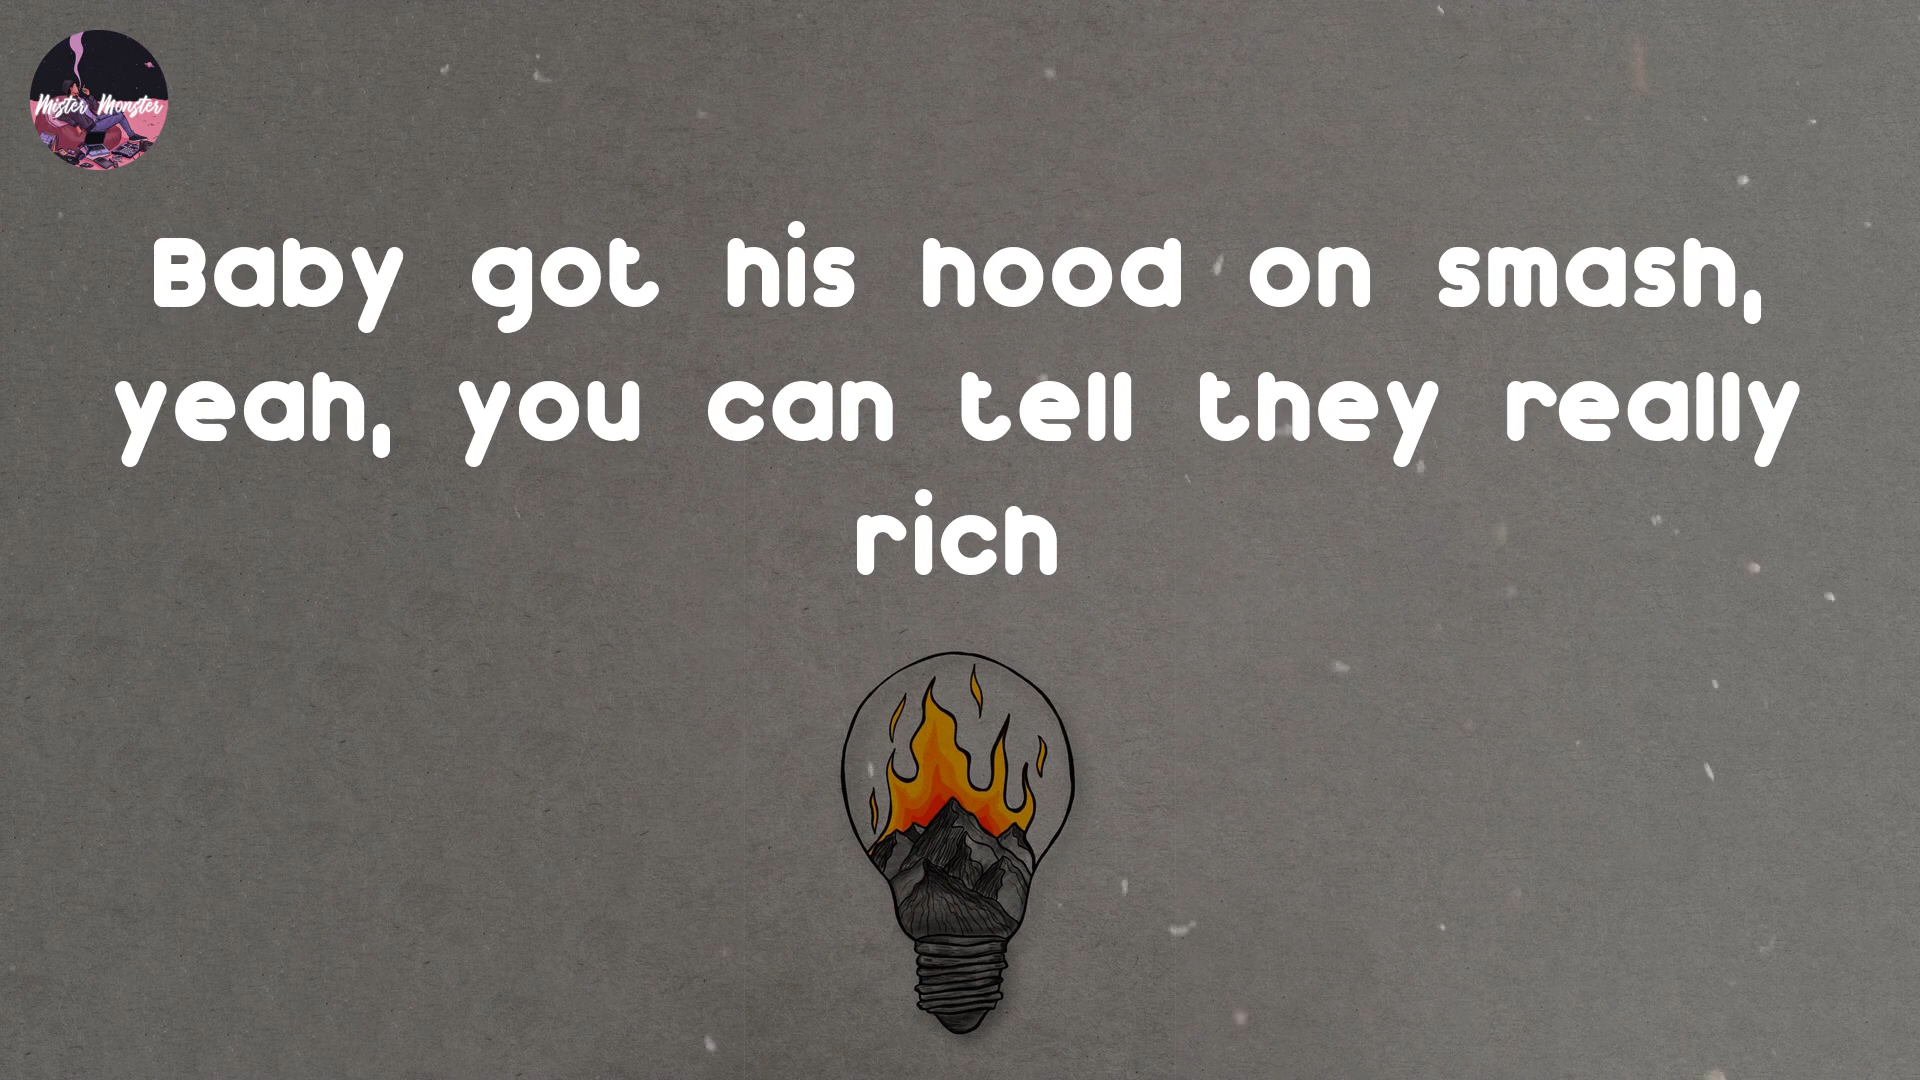 Mister Monster
Baby got his hood on smash,
yeah, you can tell they really
rich